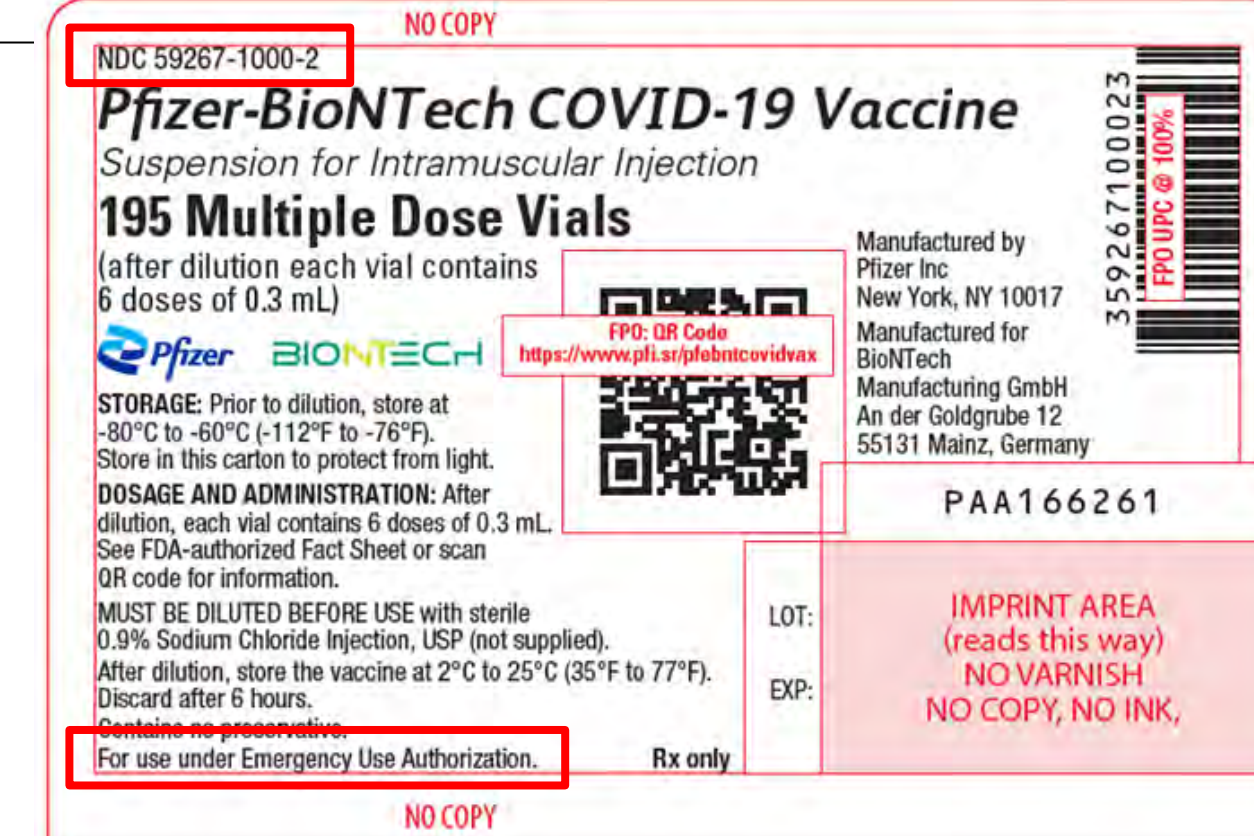 NO COPY
NDC 59267-1000-2
Pfizer-BioNTech COVID-19 Vaccine
Suspension for Intramuscular Injection
195 Multiple Dose Vials
(after dilution each vial contains
6 doses of 0.3 mL)
Pfizer BIONTECH
STORAGE: Prior to dilution, store at
-80°C to -60°C (-112°F to -76°F).
Store in this carton to protect from light.
DOSAGE AND ADMINISTRATION: After
dilution, each vial contains 6 doses of 0.3 mL.
See FDA-authorized Fact Sheet or scan
QR code for information.
MUST BE DILUTED BEFORE USE with sterile
0.9% Sodium Chloride Injection, USP (not supplied).
After dilution, store the vaccine at 2°C to 25°C (35°F to 77°F).
Discard after 6 hours.
Contains no preservative.
For use under Emergency Use Authorization.
Rx only
FPO: QR Code
https://www.pfi.sr/pfebntcovidvax
Manufactured by
Pfizer Inc
New York, NY 10017
Manufactured for
BioNTech
Manufacturing GmbH
An der Goldgrube 12
55131 Mainz, Germany
359267100023
FPO UPC @ 100%
PAA166261
LOT:
EXP:
IMPRINT AREA
(reads this way)
NO VARNISH
NO COPY, NO INK,
NO COPY